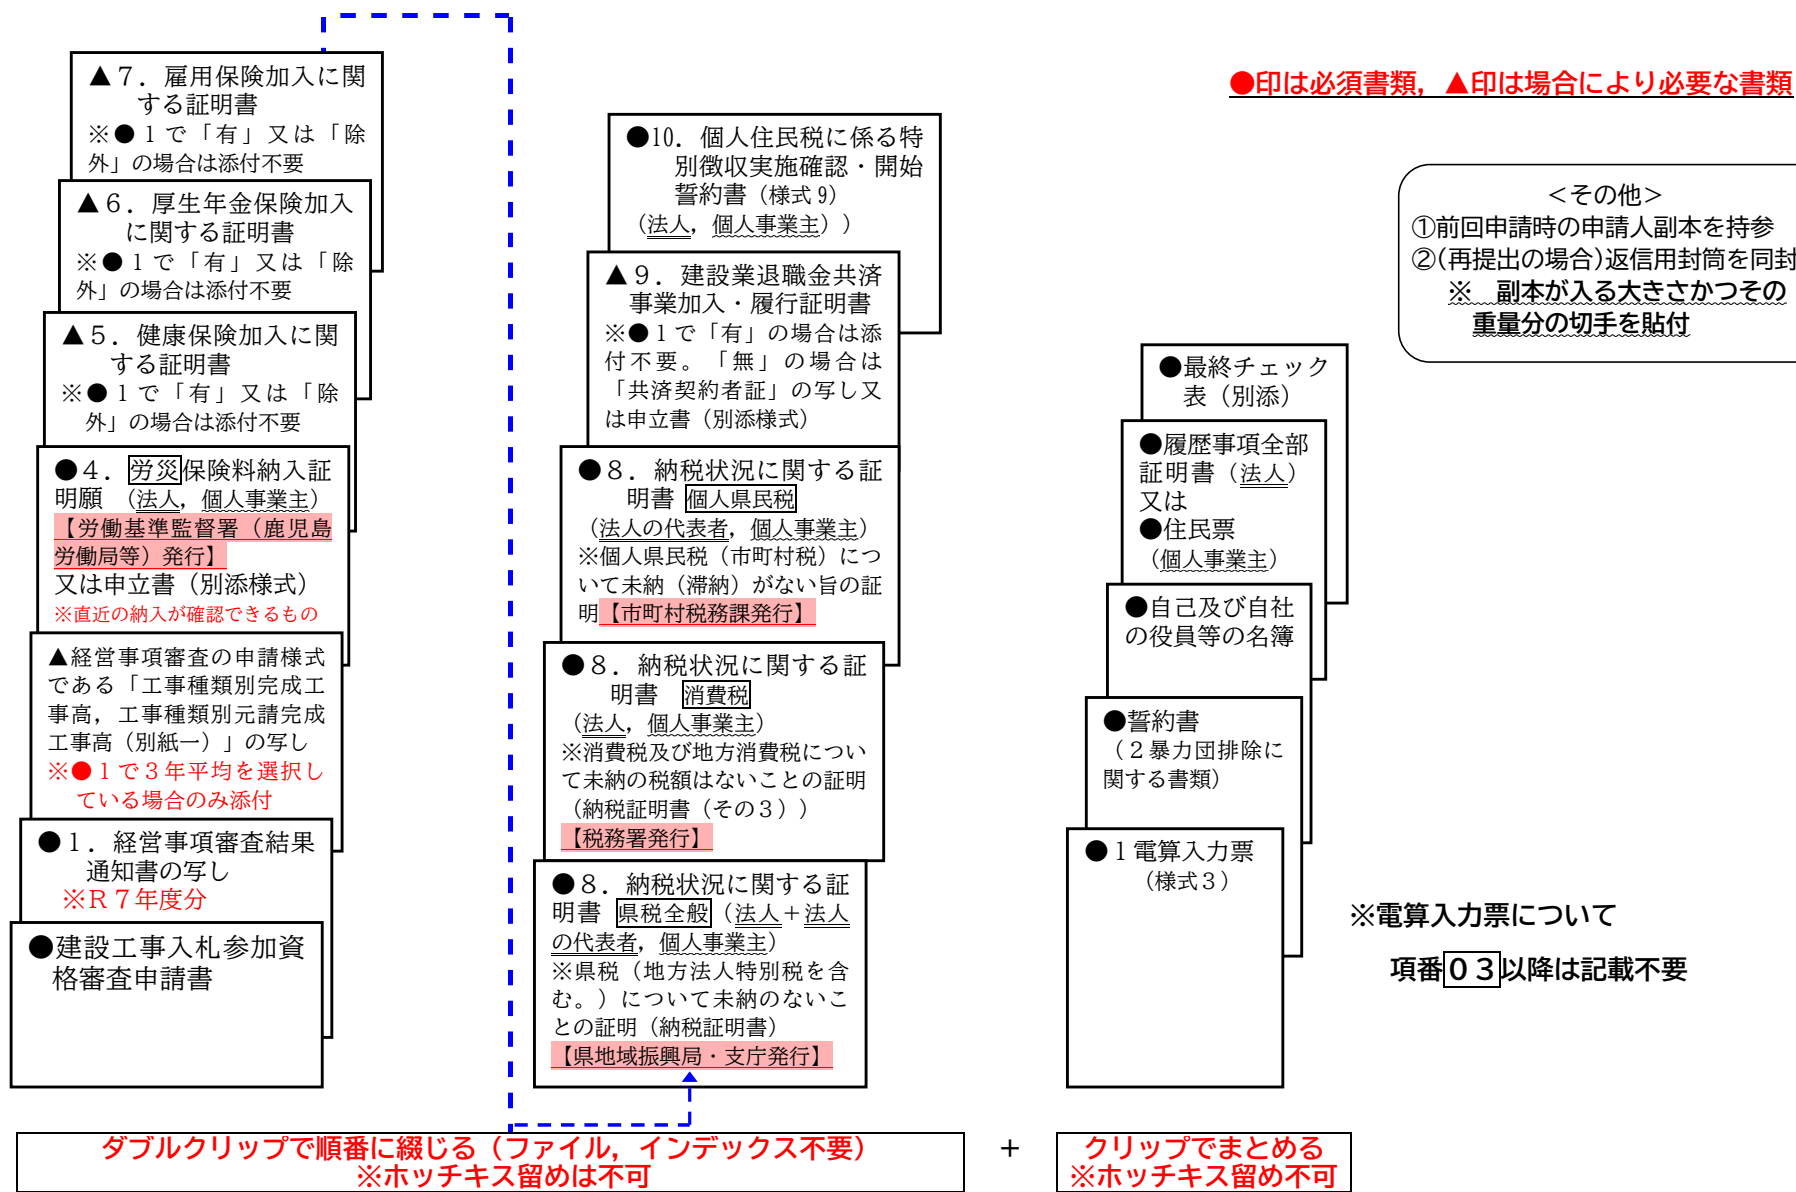 ●印は必須書類，▲印は場合により必要な書類
▲７．雇用保険加入に関
する証明書
※●１で「有」又は「除
外」の場合は添付不要
▲６．厚生年金保険加入
に関する証明書
※●１で「有」又は「除
外」の場合は添付不要
▲５．健康保険加入に関
する証明書
※●１で「有」又は「除
外」の場合は添付不要
●４．労災保険料納入証
明願　（法人，個人事業主）
【労働基準監督署（鹿児島
労働局等）発行】
又は申立書（別添様式）
※直近の納入が確認できるもの
▲経営事項審査の申請様式
である「工事種類別完成工
事高，工事種類別元請完成
工事高（別紙一）」の写し
※●１で３年平均を選択し
ている場合のみ添付
●１．経営事項審査結果
通知書の写し
※Ｒ７年度分
●建設工事入札参加資
格審査申請書
●10．個人住民税に係る特
別徴収実施確認・開始
誓約書（様式９）
（法人，個人事業主））
▲９．建設業退職金共済
事業加入・履行証明書
※●１で「有」の場合は添
付不要。「無」の場合は
「共済契約者証」の写し又
は申立書（別添様式）
●８．納税状況に関する証
明書 個人県民税
（法人の代表者，個人事業主）
※個人県民税（市町村税）につ
いて未納（滞納）がない旨の証
明【市町村税務課発行】
●８．納税状況に関する証
明書　消費税
（法人，個人事業主）
※消費税及び地方消費税につい
て未納の税額はないことの証明
（納税証明書（その３））
【税務署発行】
●８．納税状況に関する証
明書 県税全般（法人＋法人
の代表者，個人事業主）
※県税（地方法人特別税を含
む。）について未納のないこ
との証明（納税証明書）
【県地域振興局・支庁発行】
●最終チェック
表（別添）
●履歴事項全部
証明書（法人）
又は
●住民票
（個人事業主）
●自己及び自社
の役員等の名簿
●誓約書
（２暴力団排除に
関する書類）
●１電算入力票
（様式３）
＜その他＞
①前回申請時の申請人副本を持参
②(再提出の場合)返信用封筒を同封
※　副本が入る大きさかつその
重量分の切手を貼付
※電算入力票について
項番０３以降は記載不要
ダブルクリップで順番に綴じる（ファイル，インデックス不要）
※ホッチキス留めは不可
＋
クリップでまとめる
※ホッチキス留め不可